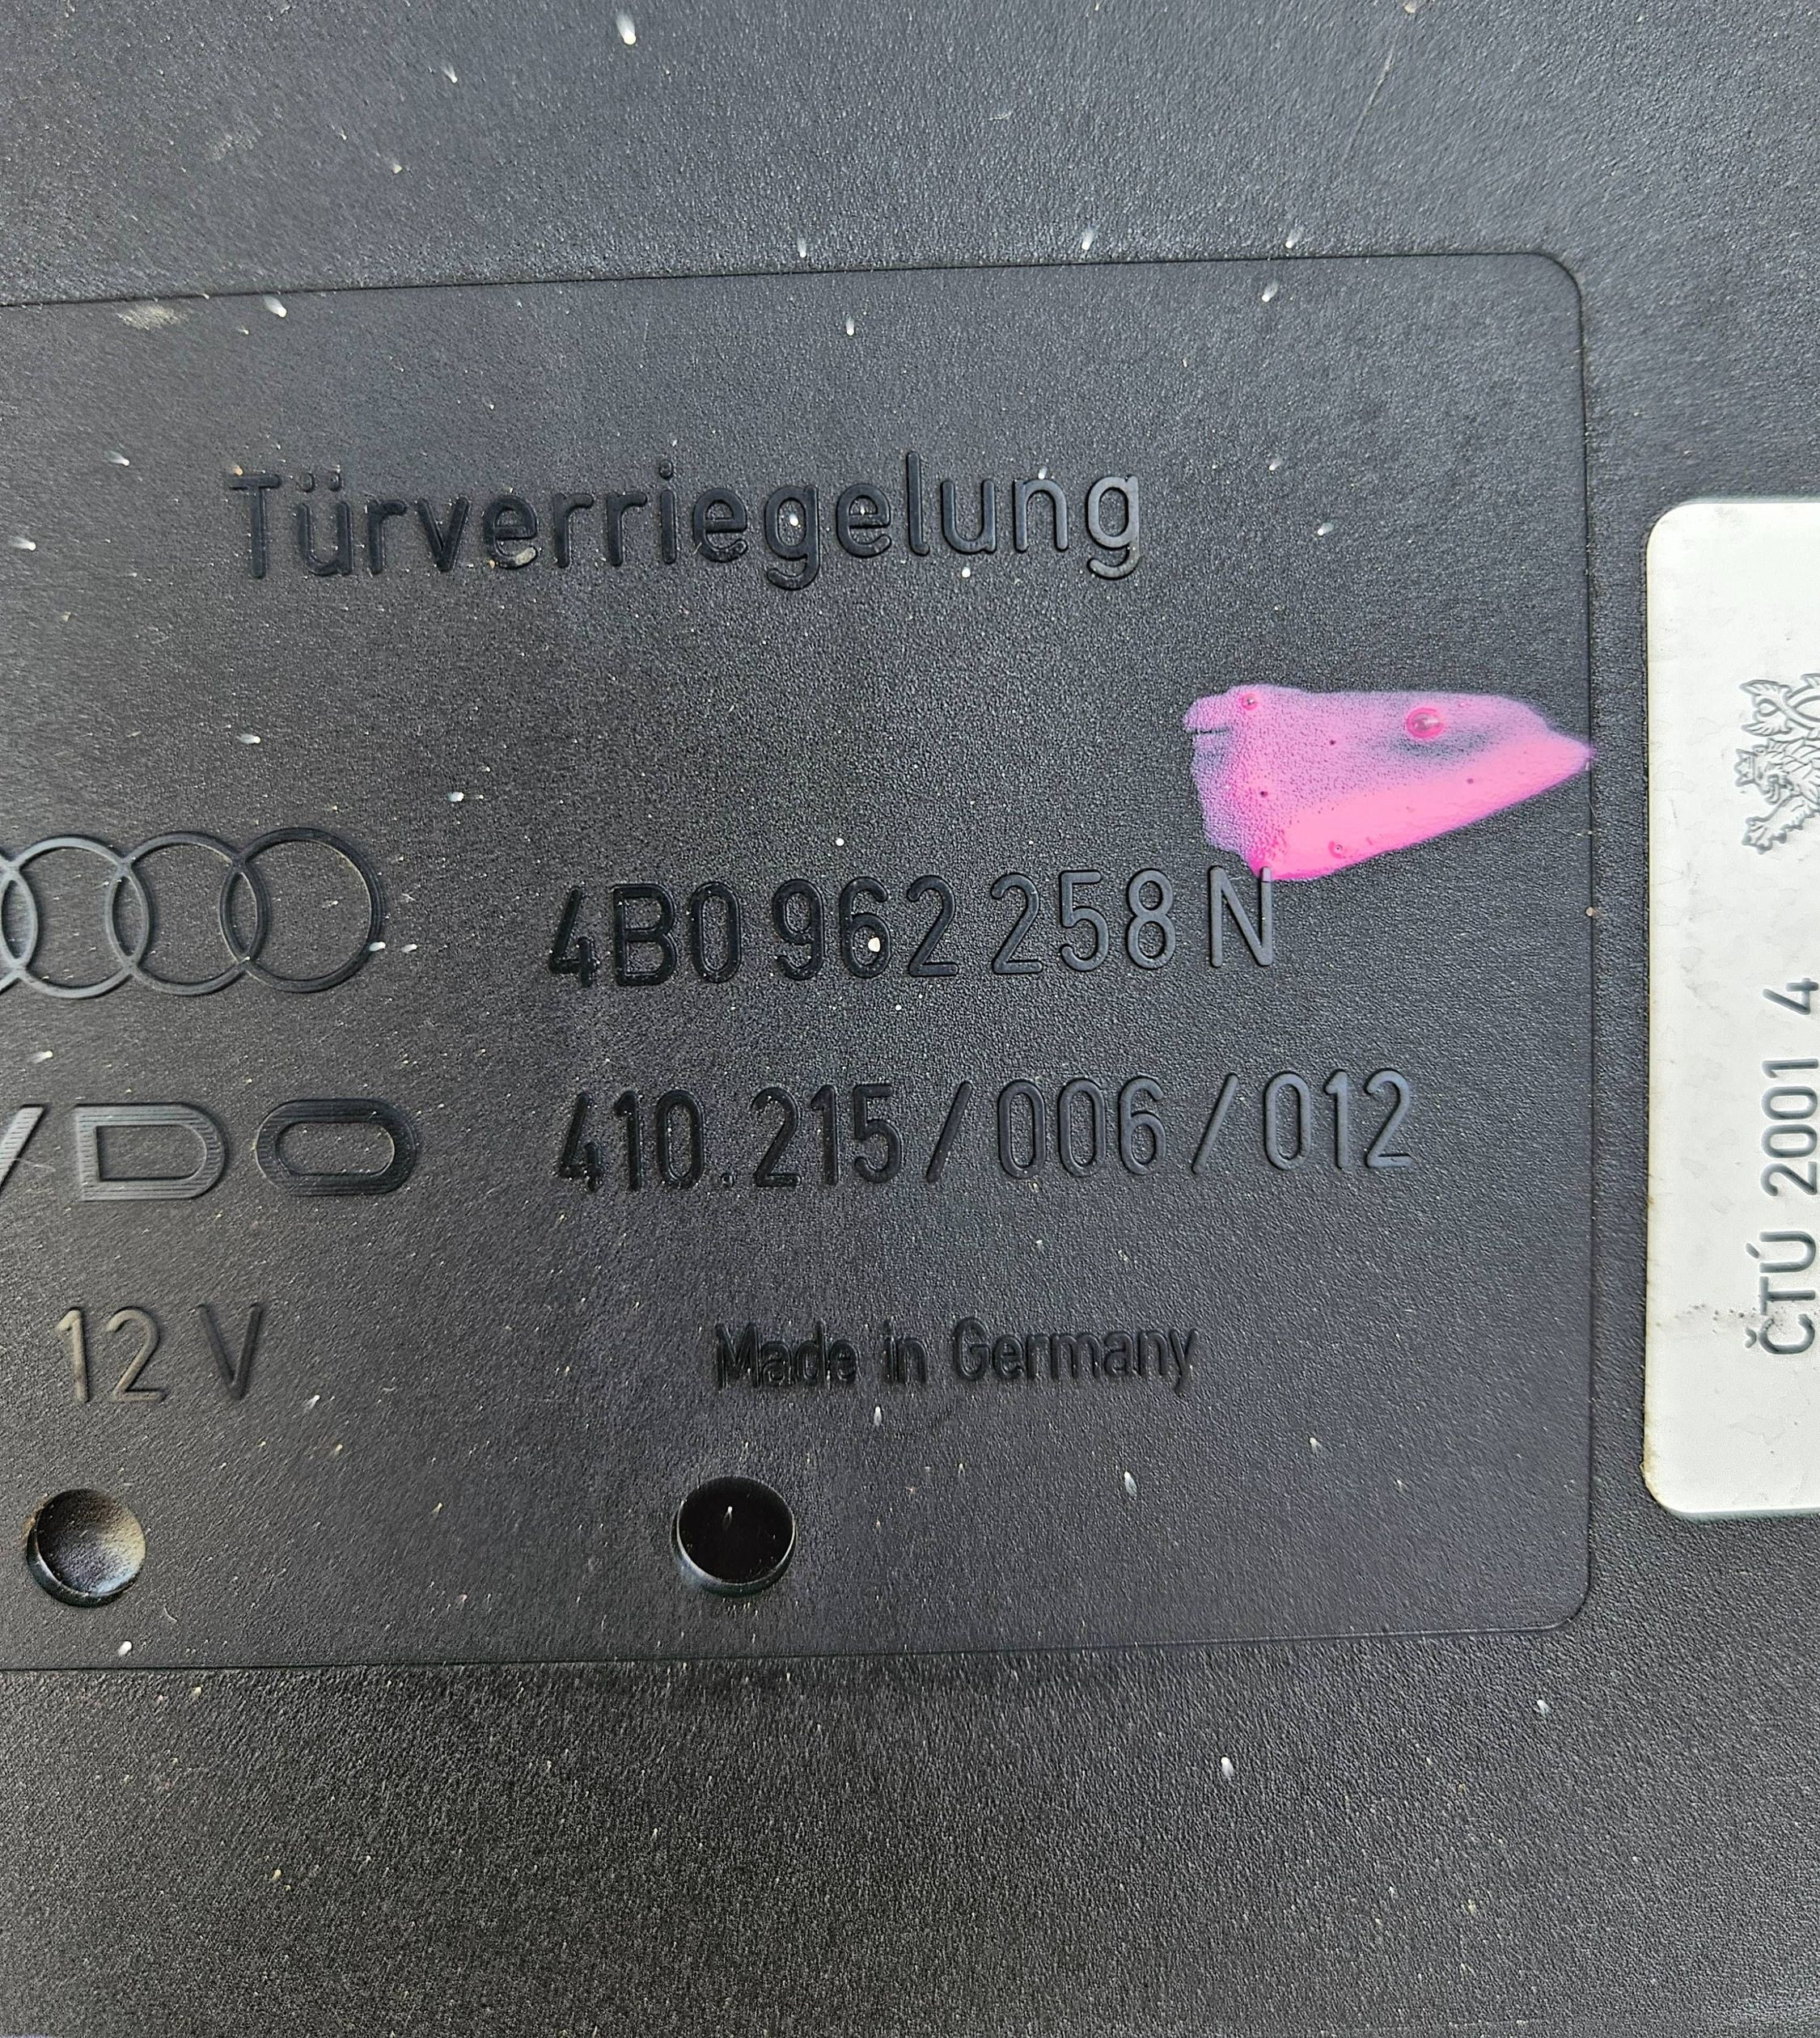 Türverriegelung
4B0 962 258 N
VDO
410.215/006/012
12 V
Made in Germany
ČTÚ 2001 4